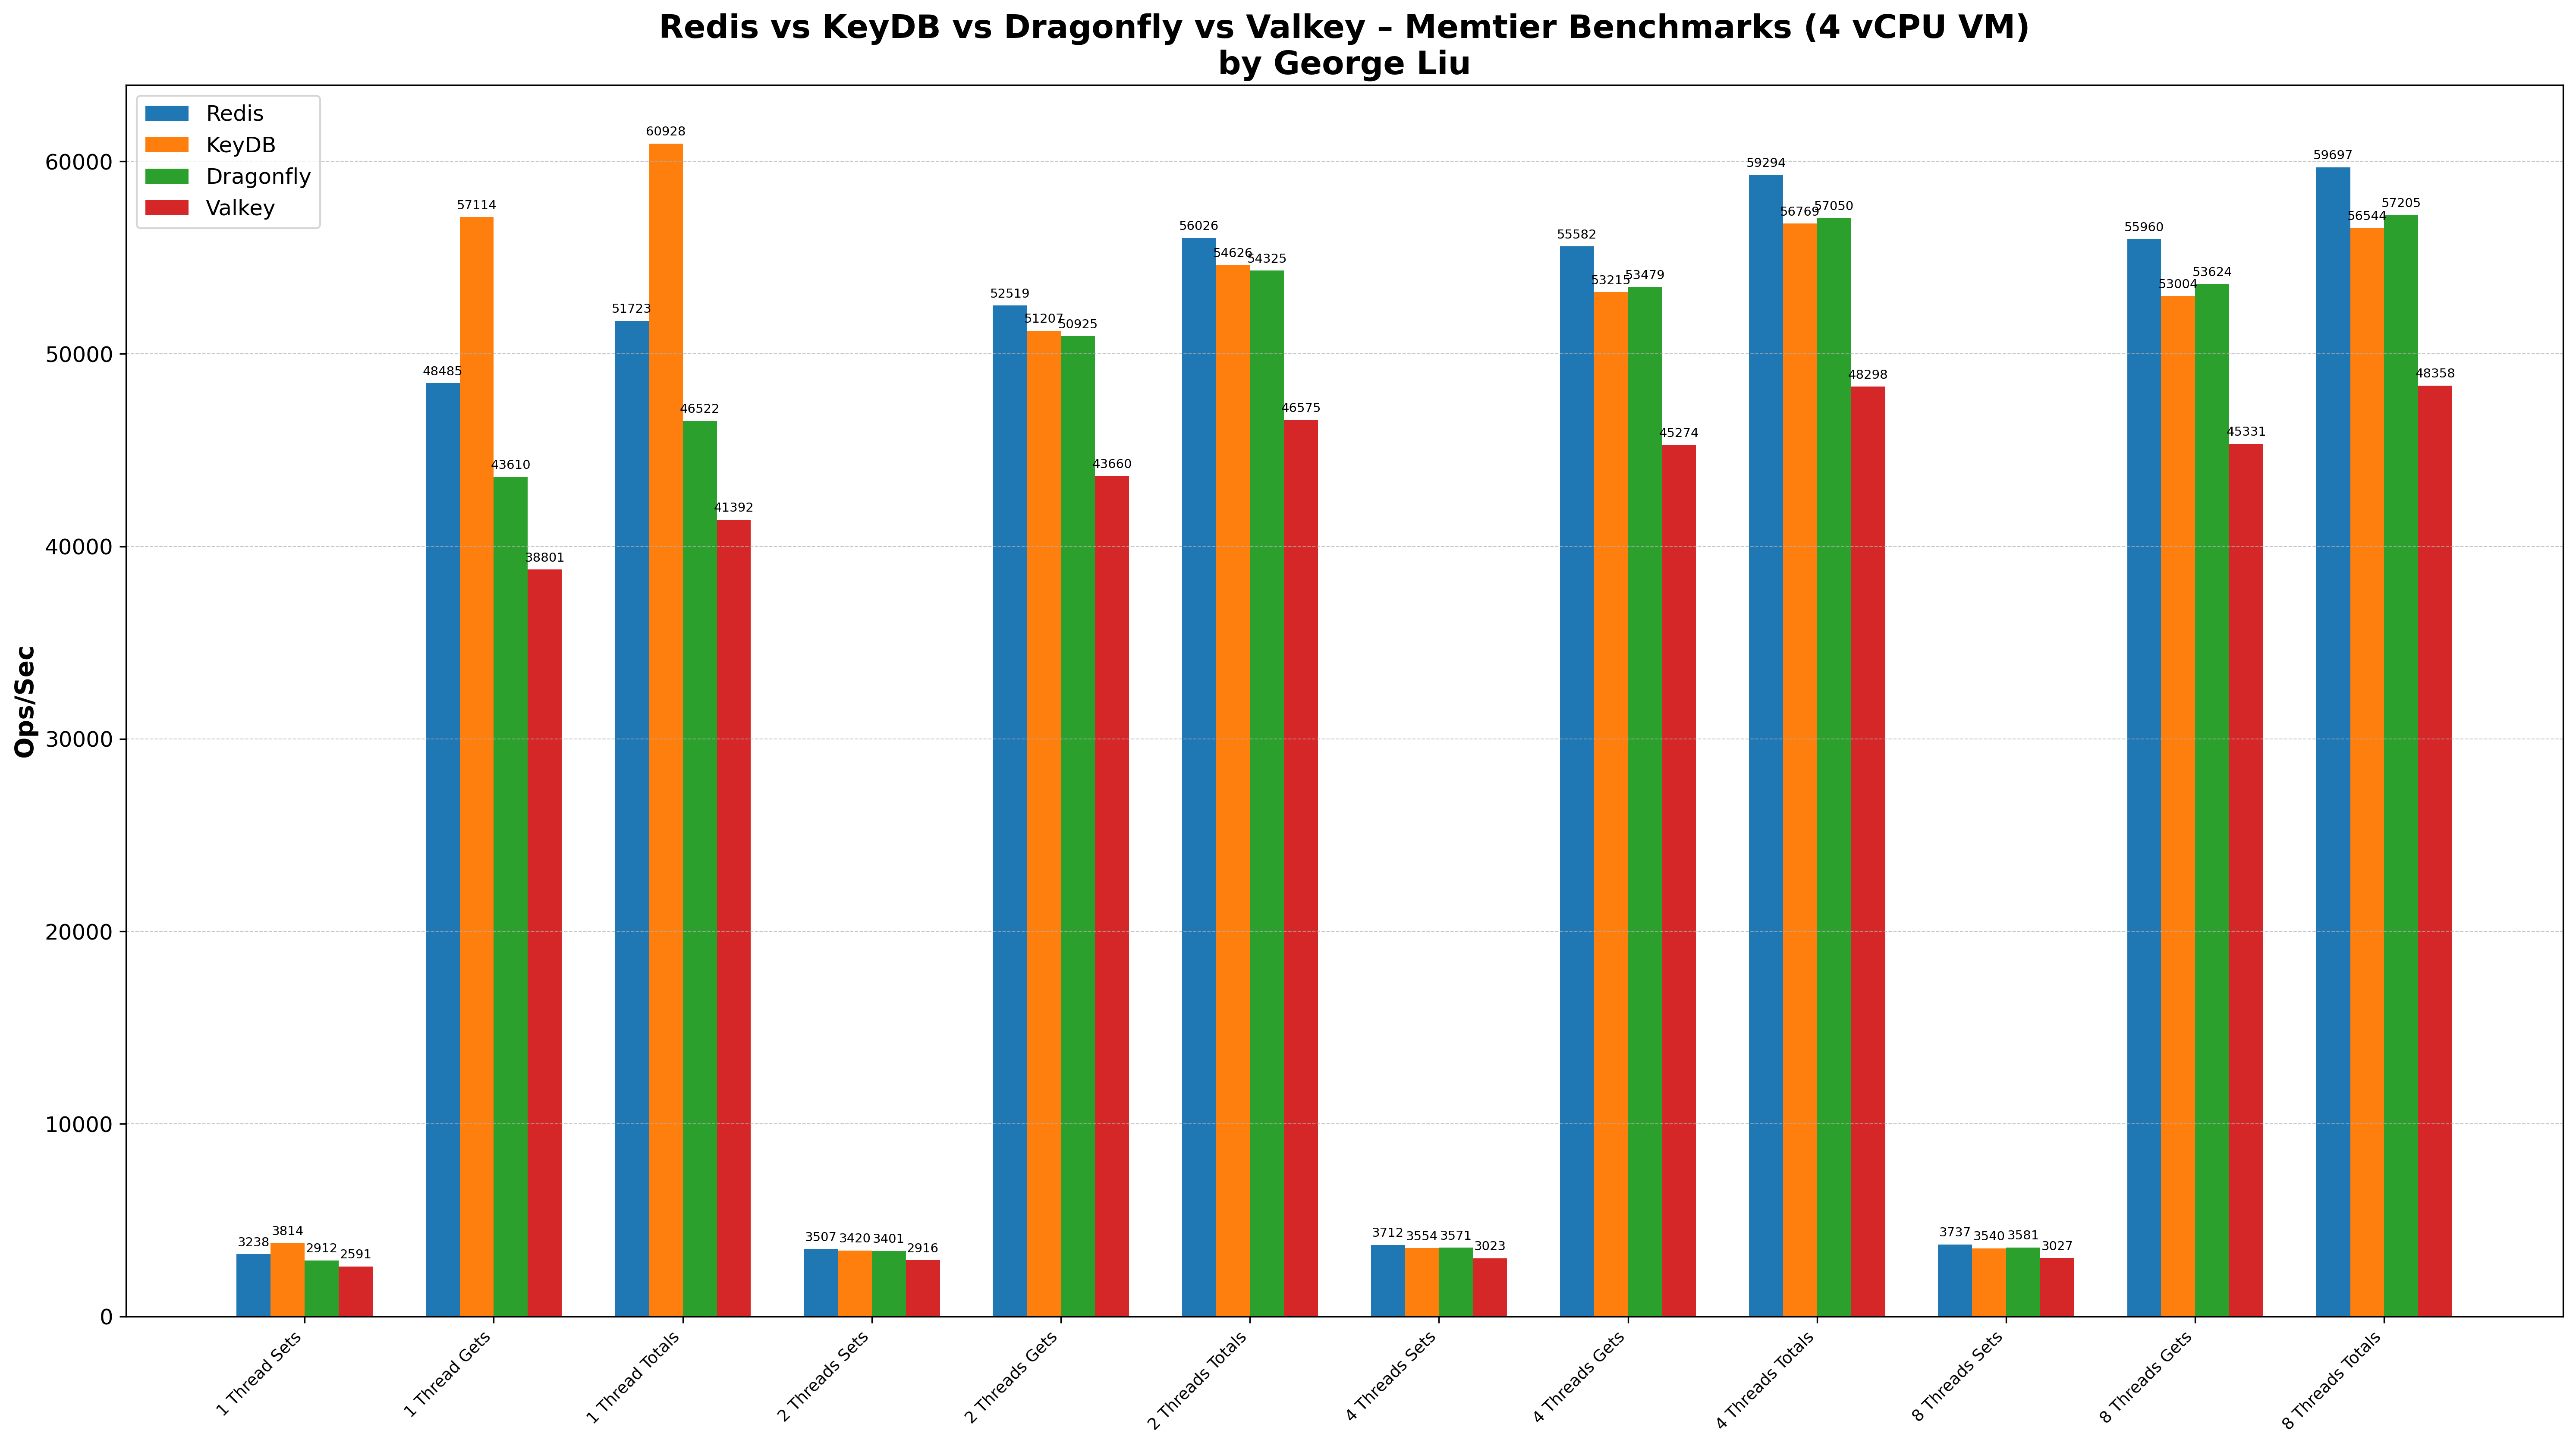 Redis vs KeyDB vs Dragonfly vs Valkey – Memtier Benchmarks (4 vCPU VM)
by George Liu
Redis
KeyDB
Dragonfly
Valkey
Ops/Sec
60000
50000
40000
30000
20000
10000
0
3238
3814
2912
2591
48485
57114
43610
38801
51723
60928
46522
41392
3507
3420
3401
2916
52519
51207
50925
43660
56026
54626
54325
46575
3712
3554
3571
3023
55582
53215
53479
45274
59294
56769
57050
48298
3737
3540
3581
3027
55960
53004
53624
45331
59697
56544
57205
48358
1 Thread Sets
1 Thread Gets
1 Thread Totals
2 Threads Sets
2 Threads Gets
2 Threads Totals
4 Threads Sets
4 Threads Gets
4 Threads Totals
8 Threads Sets
8 Threads Gets
8 Threads Totals